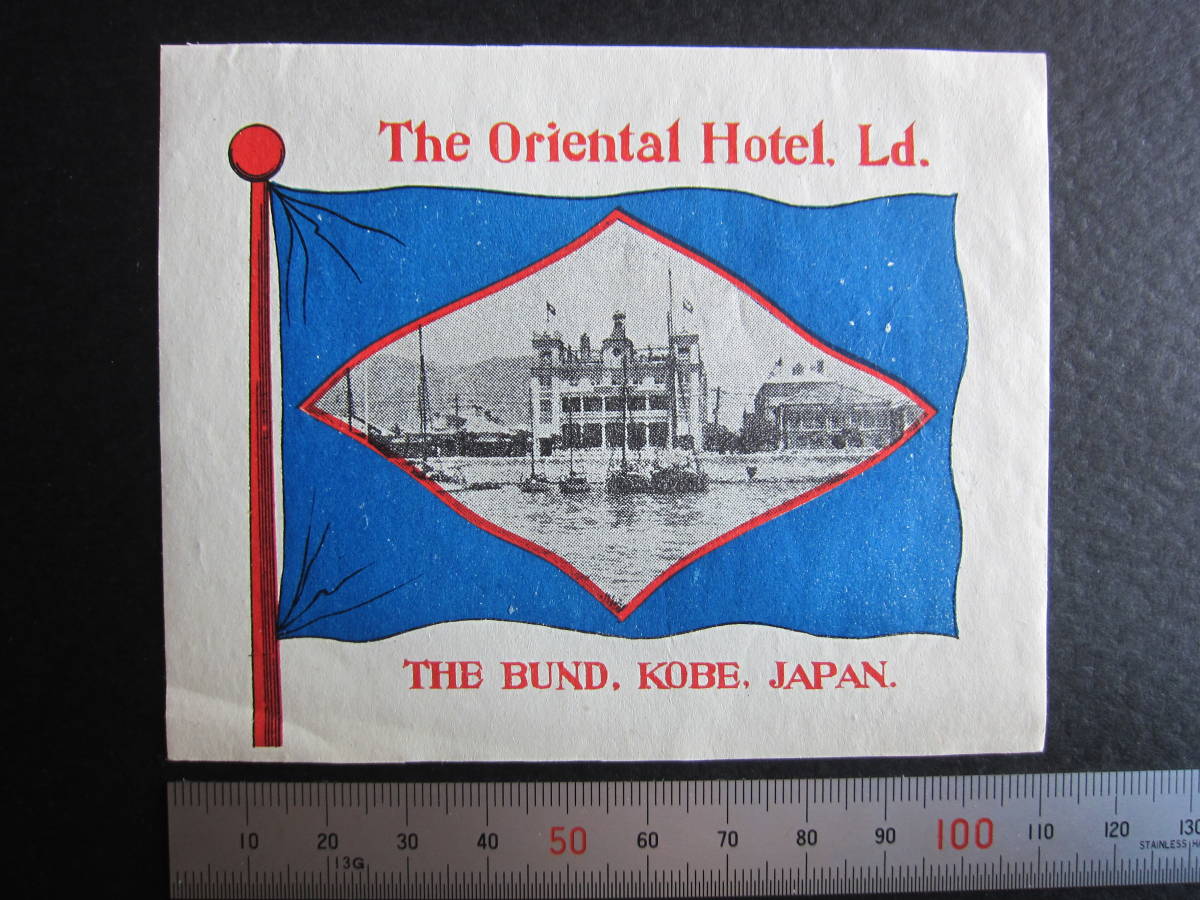 The Oriental Hotel, Ld.
THE BUND, KOBE, JAPAN.
10 20 30 40 50 60 70 80 90 100 110 120 130
13G
STAINLESS